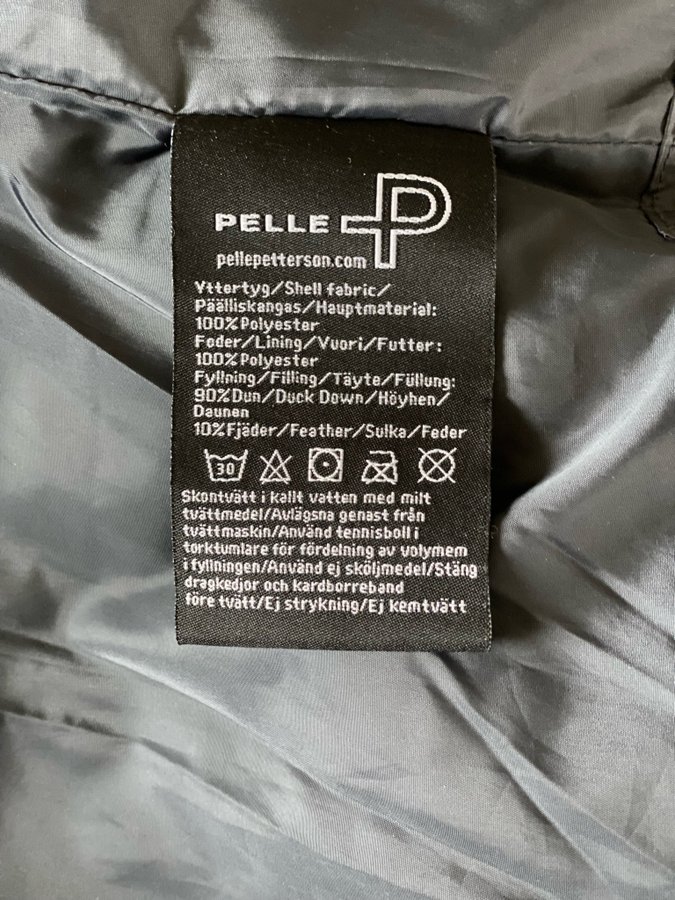 PELLE P
pellepetterson.com
Yttertyg/Shell fabric/
Päälliskangas/Hauptmaterial:
100%Polyester
Foder/Lining/Vuori/Futter:
100%Polyester
Fyllning/Filling/Täyte/Füllung:
90%Dun/Duck Down/Höyhen/
Daunen
10%Fjäder/Feather/Sulka/Feder
30
Skontvätt i kallt vatten med milt
tvättmedel/Avlägsna genast från
tvättmaskin/Använd tennisboll i
torktumlare för fördelning av volymem
i fyllningen/Använd ej sköljmedel/Stäng
dragkedjor och kardborreband
före tvätt/Ej strykning/Ej kemtvätt